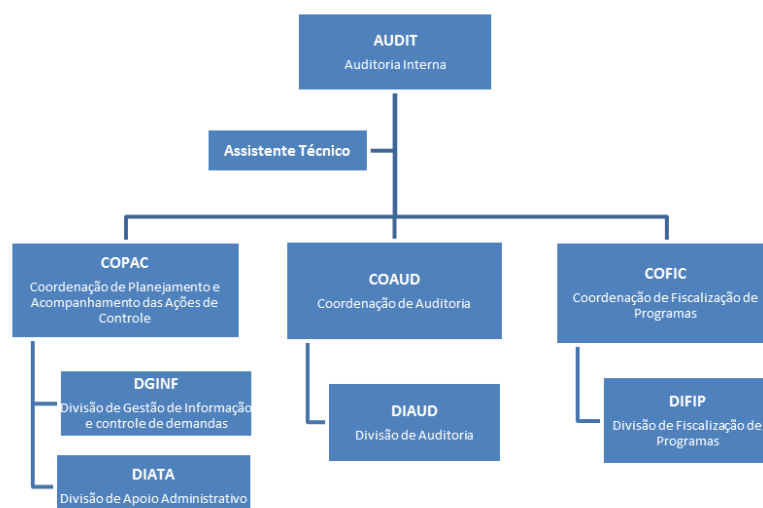 AUDIT
Auditoria Interna
Assistente Técnico
COPAC
Coordenação de Planejamento e
Acompanhamento das Ações de
Controle
COAUD
Coordenação de Auditoria
COFIC
Coordenação de Fiscalização de
Programas
DGINF
Divisão de Gestão de Informação
e controle de demandas
DIATA
Divisão de Apoio Administrativo
DIAUD
Divisão de Auditoria
DIFIP
Divisão de Fiscalização de
Programas